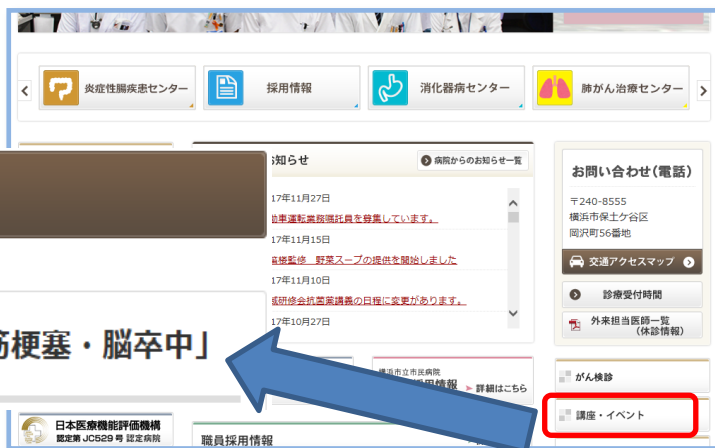 炎症性腸疾患センター
採用情報
消化器病センター
肺がん治療センター
お知らせ
病院からのお知らせ一覧
17年11月27日
動車運転業務嘱託員を募集しています。
17年11月15日
監修 野菜スープの提供を開始しました
17年11月10日
域研修会抗菌薬講義の日程に変更があります。
17年10月27日
お問い合わせ(電話)
〒240-8555
横浜市保土ケ谷区
岡沢町56番地
交通アクセスマップ
診療受付時間
外来担当医師一覧
(休診情報)
筋梗塞・脳卒中」
横浜市立市民病院
用情報
詳細はこちら
がん検診
講座・イベント
日本医療機能評価機構
認定第 JC529 号 認定病院
職員採用情報